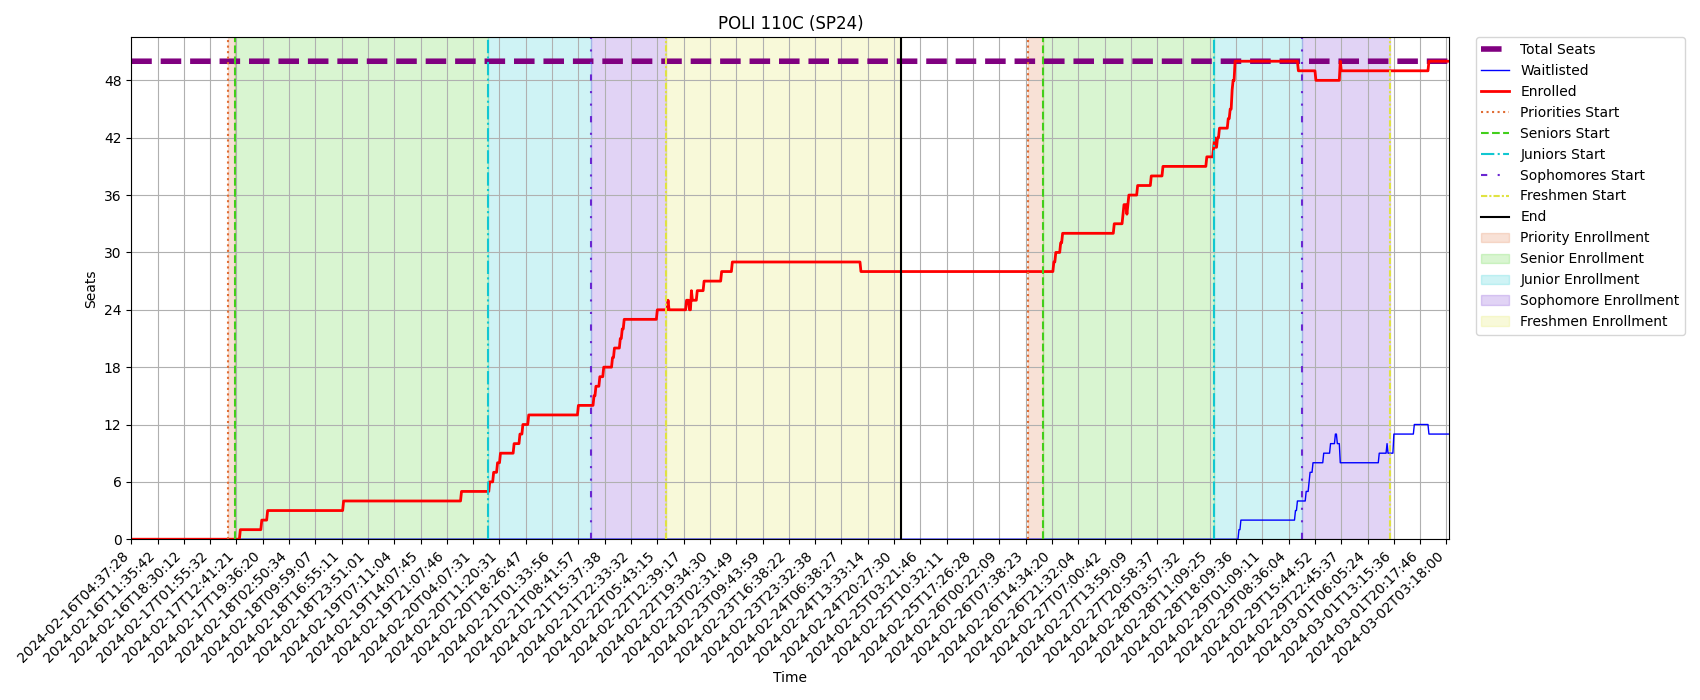 POLI 110C (SP24)
Total Seats
Waitlisted
Enrolled
Priorities Start
Seniors Start
Juniors Start
Sophomores Start
Freshmen Start
End
Priority Enrollment
Senior Enrollment
Junior Enrollment
Sophomore Enrollment
Freshmen Enrollment
Seats
48
42
36
30
24
18
12
6
0
2024-02-16T04:37:28
2024-02-16T11:35:42
2024-02-16T18:30:12
2024-02-17T01:55:32
2024-02-17T12:41:21
2024-02-17T19:36:20
2024-02-18T02:50:34
2024-02-18T09:59:07
2024-02-18T16:55:11
2024-02-18T23:51:01
2024-02-19T07:11:04
2024-02-19T14:07:45
2024-02-19T21:07:46
2024-02-20T04:07:31
2024-02-20T11:20:31
2024-02-20T18:26:47
2024-02-21T01:33:56
2024-02-21T08:41:57
2024-02-21T15:37:38
2024-02-21T22:33:32
2024-02-22T05:43:15
2024-02-22T12:39:17
2024-02-22T19:34:30
2024-02-23T02:31:49
2024-02-23T09:43:59
2024-02-23T16:38:22
2024-02-23T23:32:38
2024-02-24T06:38:27
2024-02-24T13:33:14
2024-02-24T20:27:30
2024-02-25T03:21:46
2024-02-25T10:32:11
2024-02-25T17:26:28
2024-02-26T00:22:09
2024-02-26T07:38:23
2024-02-26T14:34:20
2024-02-26T21:32:04
2024-02-27T07:00:42
2024-02-27T13:59:09
2024-02-27T20:58:37
2024-02-28T03:57:32
2024-02-28T11:09:25
2024-02-28T18:09:36
2024-02-29T01:09:11
2024-02-29T08:36:04
2024-02-29T15:44:52
2024-02-29T22:45:37
2024-03-01T06:05:24
2024-03-01T13:15:36
2024-03-01T20:17:46
2024-03-02T03:18:00
Time